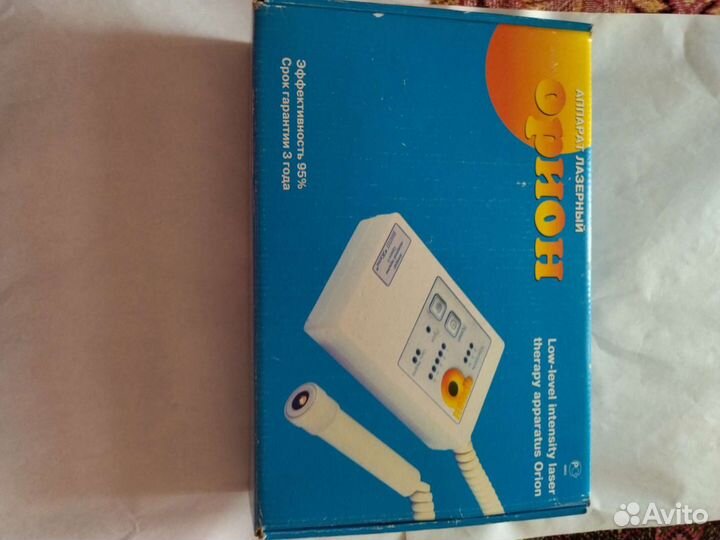 АППАРАТ ЛАЗЕРНЫЙ
орион
Low-level intensity laser
therapy apparatus Orion
Эффективность 95%
Срок гарантии 3 года
Avito